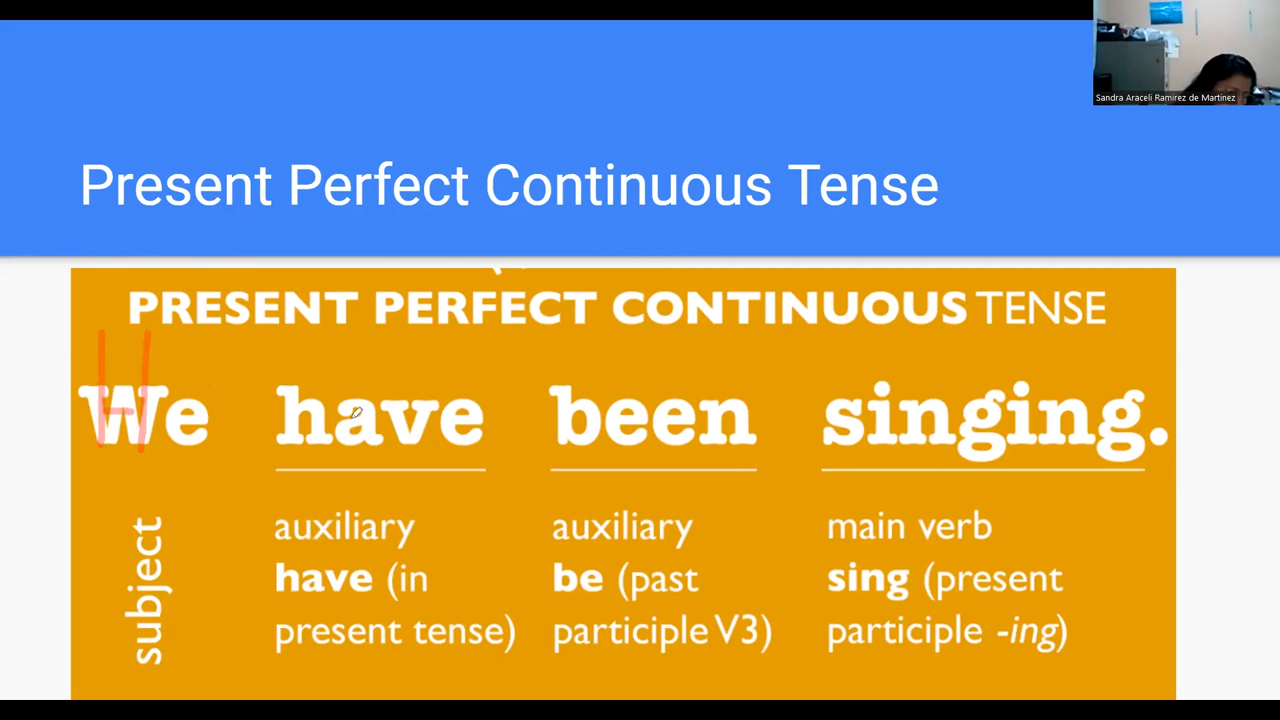 Sandra Araceli Ramirez de Martinez
Present Perfect Continuous Tense
PRESENT PERFECT CONTINUOUS TENSE
H
We have been singing.
subject
auxiliary
have (in
present tense)
auxiliary
be (past
participle V3)
main verb
sing (present
participle -ing)